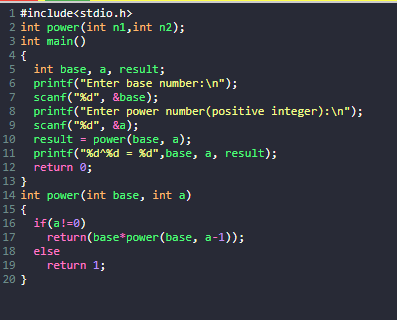 1 #include<stdio.h>
2 int power(int n1,int n2);
3 int main()
4 {
5   int base, a, result;
6   printf("Enter base number:\n");
7   scanf("%d", &base);
8   printf("Enter power number(positive integer):\n");
9   scanf("%d", &a);
10   result = power(base, a);
11   printf("%d^%d = %d",base, a, result);
12   return 0;
13 }
14 int power(int base, int a)
15 {
16   if(a!=0)
17     return(base*power(base, a-1));
18   else
19     return 1;
20 }